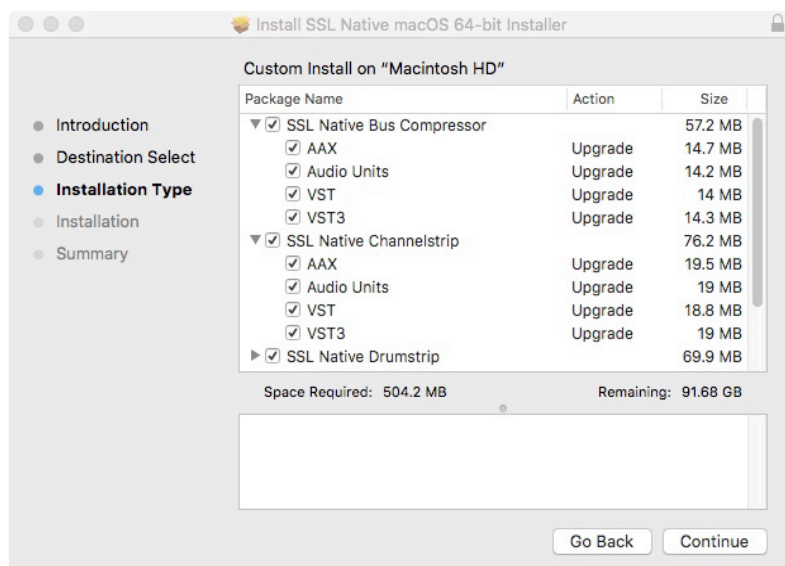 Install SSL Native macOS 64-bit Installer
Custom Install on “Macintosh HD”
Introduction
Destination Select
Installation Type
Installation
Summary
Package Name Action Size
SSL Native Bus Compressor 57.2 MB
AAX Upgrade 14.7 MB
Audio Units Upgrade 14.2 MB
VST Upgrade 14 MB
VST3 Upgrade 14.3 MB
SSL Native Channelstrip 76.2 MB
AAX Upgrade 19.5 MB
Audio Units Upgrade 19 MB
VST Upgrade 18.8 MB
VST3 Upgrade 19 MB
SSL Native Drumstrip 69.9 MB
Space Required: 504.2 MB Remaining: 91.68 GB
Go Back Continue